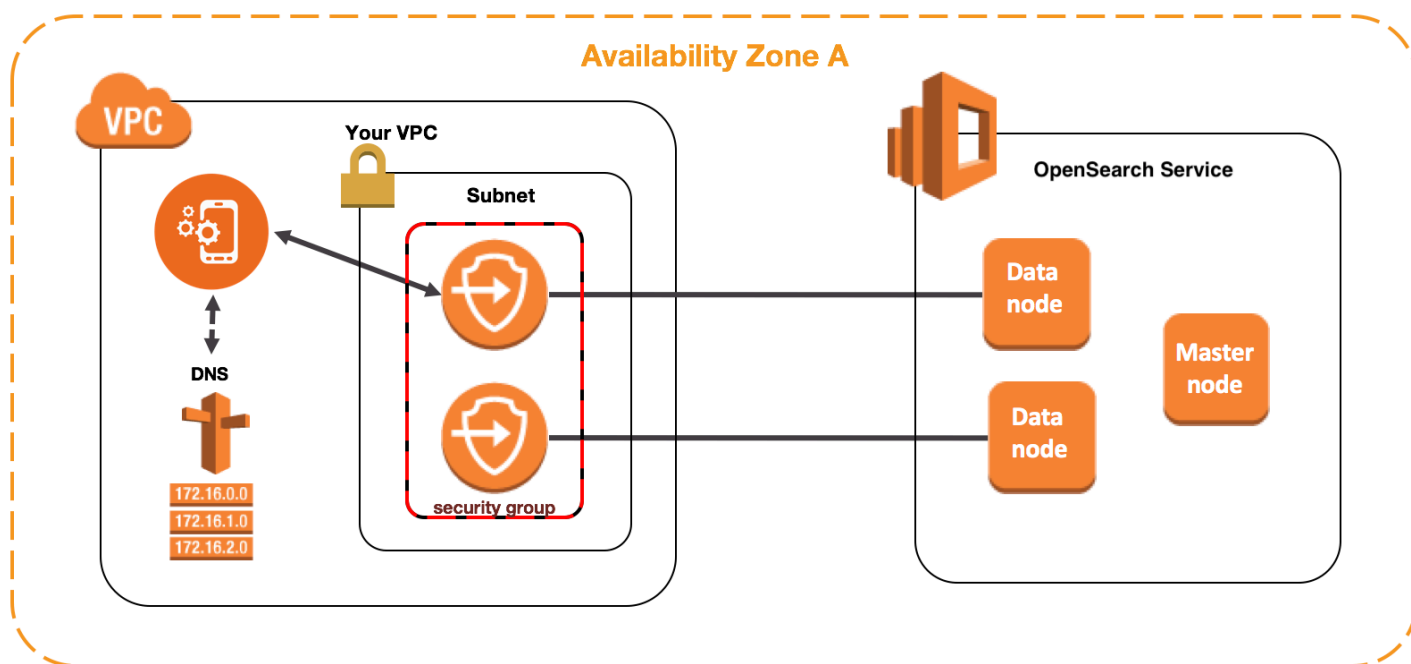 Availability Zone A
VPC
Your VPC
Subnet
security group
DNS
172.16.0.0
172.16.1.0
172.16.2.0
OpenSearch Service
Data
node
Data
node
Master
node